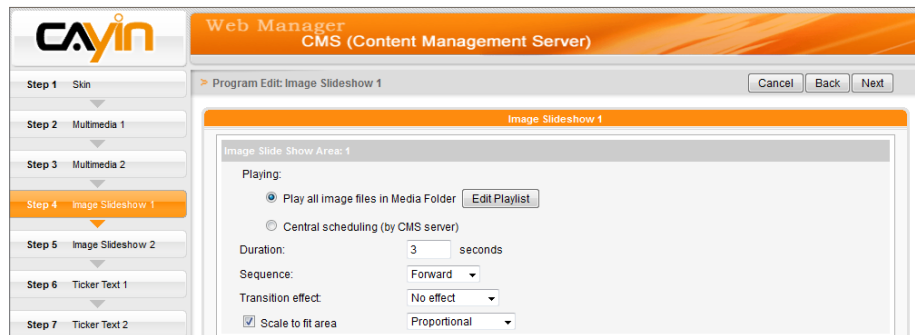 CAYIN
Web Manager
CMS (Content Management Server)
Step 1 Skin
Step 2 Multimedia 1
Step 3 Multimedia 2
Step 4 Image Slideshow 1
Step 5 Image Slideshow 2
Step 6 Ticker Text 1
Step 7 Ticker Text 2
> Program Edit: Image Slideshow 1
Cancel Back Next
Image Slideshow 1
Image Slide Show Area: 1
Playing:
Play all image files in Media Folder Edit Playlist
Central scheduling (by CMS server)
Duration: 3 seconds
Sequence: Forward
Transition effect: No effect
Scale to fit area Proportional